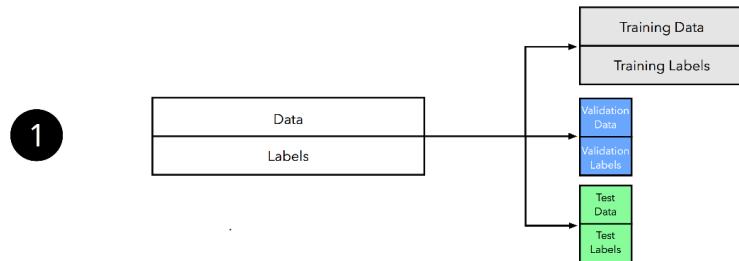 1
Data
Labels
Training Data
Training Labels
Validation
Data
Validation
Labels
Test
Data
Test
Labels